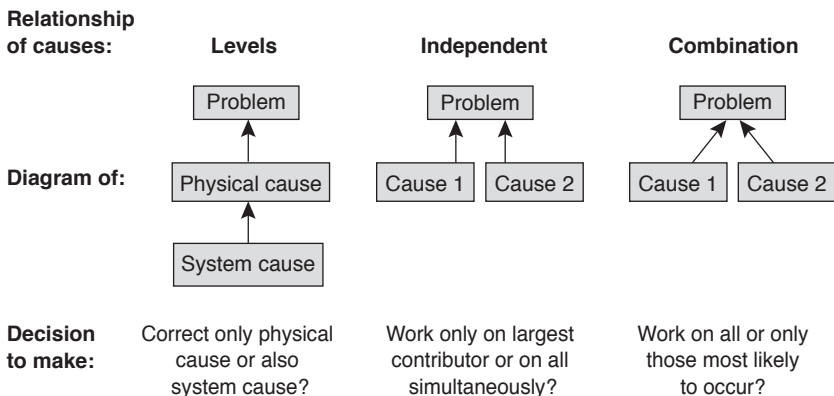 Relationship
of causes: Levels Independent Combination
Problem Problem Problem
Diagram of: Physical cause Cause 1 Cause 2 Cause 1 Cause 2
System cause
Decision Correct only physical Work only on largest Work on all or only
to make: cause or also contributor or on all those most likely
system cause? simultaneously? to occur?